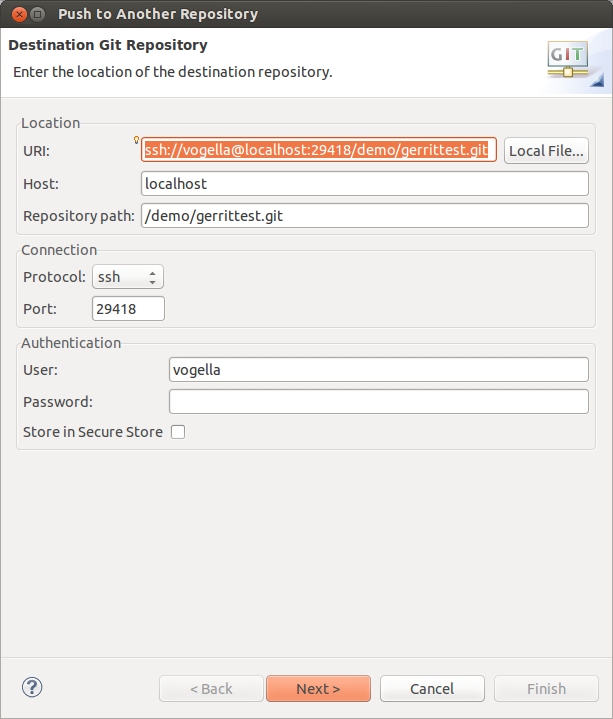 Push to Another Repository
Destination Git Repository
Enter the location of the destination repository.
GIT
Location
URI: ssh://vogella@localhost:29418/demo/gerrittest.git Local File...
Host: localhost
Repository path: /demo/gerrittest.git
Connection
Protocol: ssh
Port: 29418
Authentication
User: vogella
Password:
Store in Secure Store
? < Back Next > Cancel Finish